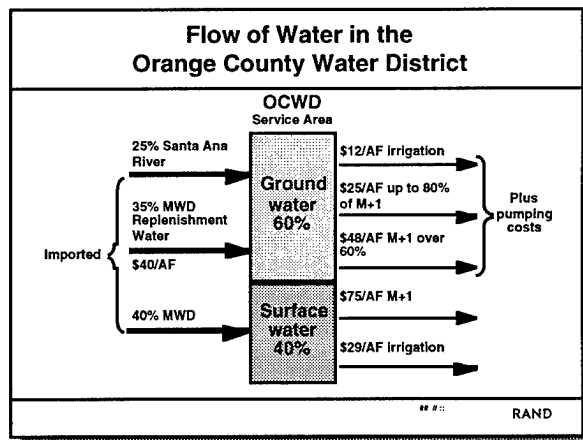 Flow of Water in the
Orange County Water District
OCWD
Service Area
25% Santa Ana
River
35% MWD
Replenishment
Water
$40/AF
Imported
40% MWD
Ground
water
60%
Surface
water
40%
$12/AF irrigation
$25/AF up to 80%
of M+1
$48/AF M+1 over
60%
$75/AF M+1
$29/AF irrigation
Plus
pumping
costs
RAND